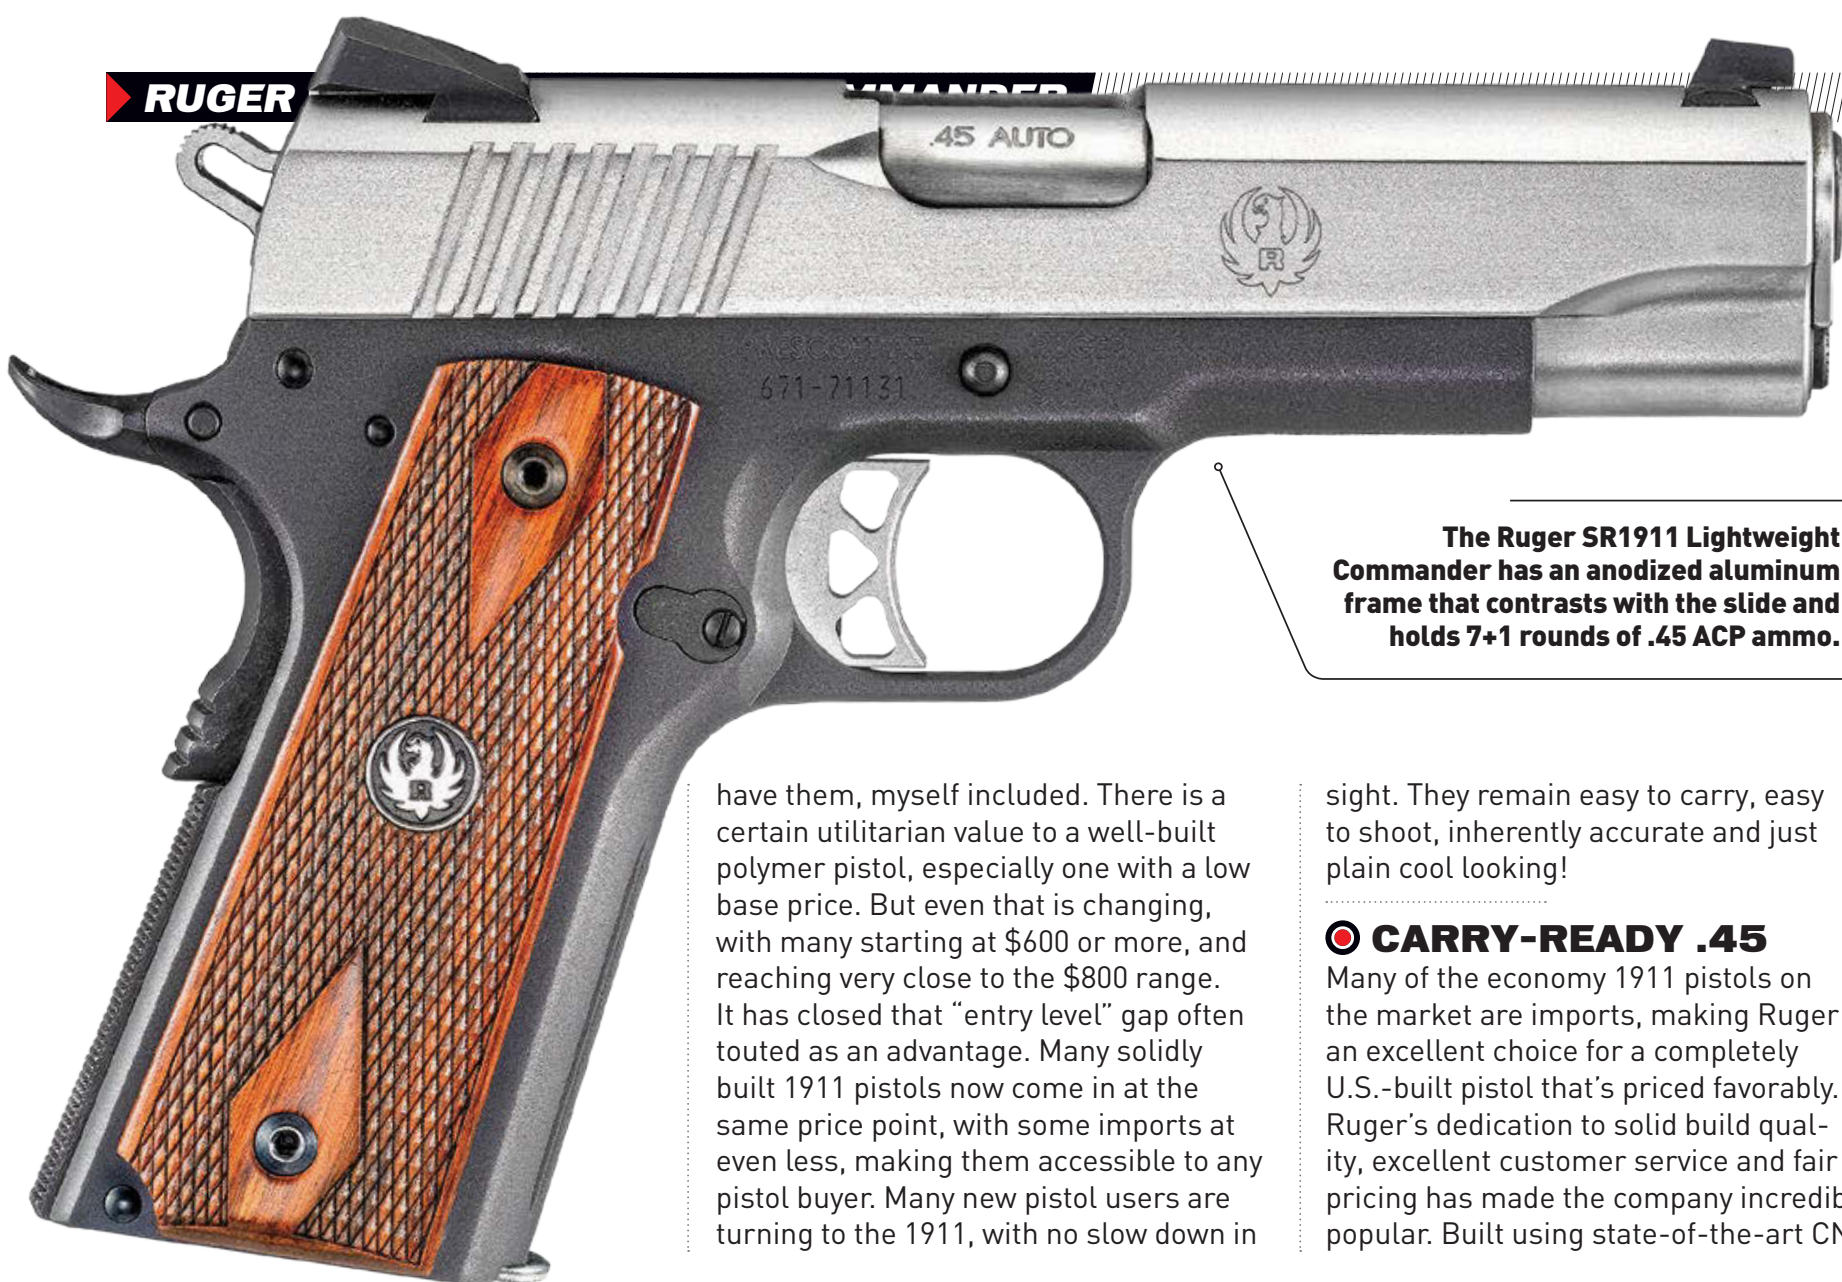 RUGER
.45 AUTO
R
671-71131
R
The Ruger SR1911 Lightweight
Commander has an anodized aluminum
frame that contrasts with the slide and
holds 7+1 rounds of .45 ACP ammo.
have them, myself included. There is a
certain utilitarian value to a well-built
polymer pistol, especially one with a low
base price. But even that is changing,
with many starting at $600 or more, and
reaching very close to the $800 range.
It has closed that “entry level” gap often
touted as an advantage. Many solidly
built 1911 pistols now come in at the
same price point, with some imports at
even less, making them accessible to any
pistol buyer. Many new pistol users are
turning to the 1911, with no slow down in
sight. They remain easy to carry, easy
to shoot, inherently accurate and just
plain cool looking!
CARRY-READY .45
Many of the economy 1911 pistols on
the market are imports, making Ruger
an excellent choice for a completely
U.S.-built pistol that’s priced favorably.
Ruger’s dedication to solid build qual-
ity, excellent customer service and fair
pricing has made the company incredib
popular. Built using state-of-the-art CN